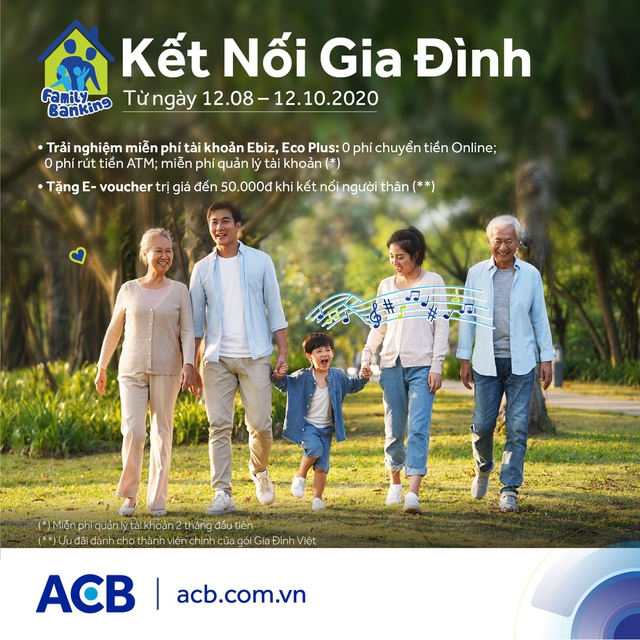 Family
Banking
Kết Nối Gia Đình
Từ ngày 12.08 – 12.10.2020
• Trải nghiệm miễn phí tài khoản Ebiz, Eco Plus: 0 phí chuyển tiền Online;
0 phí rút tiền ATM; miễn phí quản lý tài khoản (*)
• Tặng E- voucher trị giá đến 50.000đ khi kết nối người thân (**)
(*) Miễn phí quản lý tài khoản 2 tháng đầu tiên
(**) Ưu đãi dành cho thành viên chính của gói Gia Đình Việt
ACB | acb.com.vn